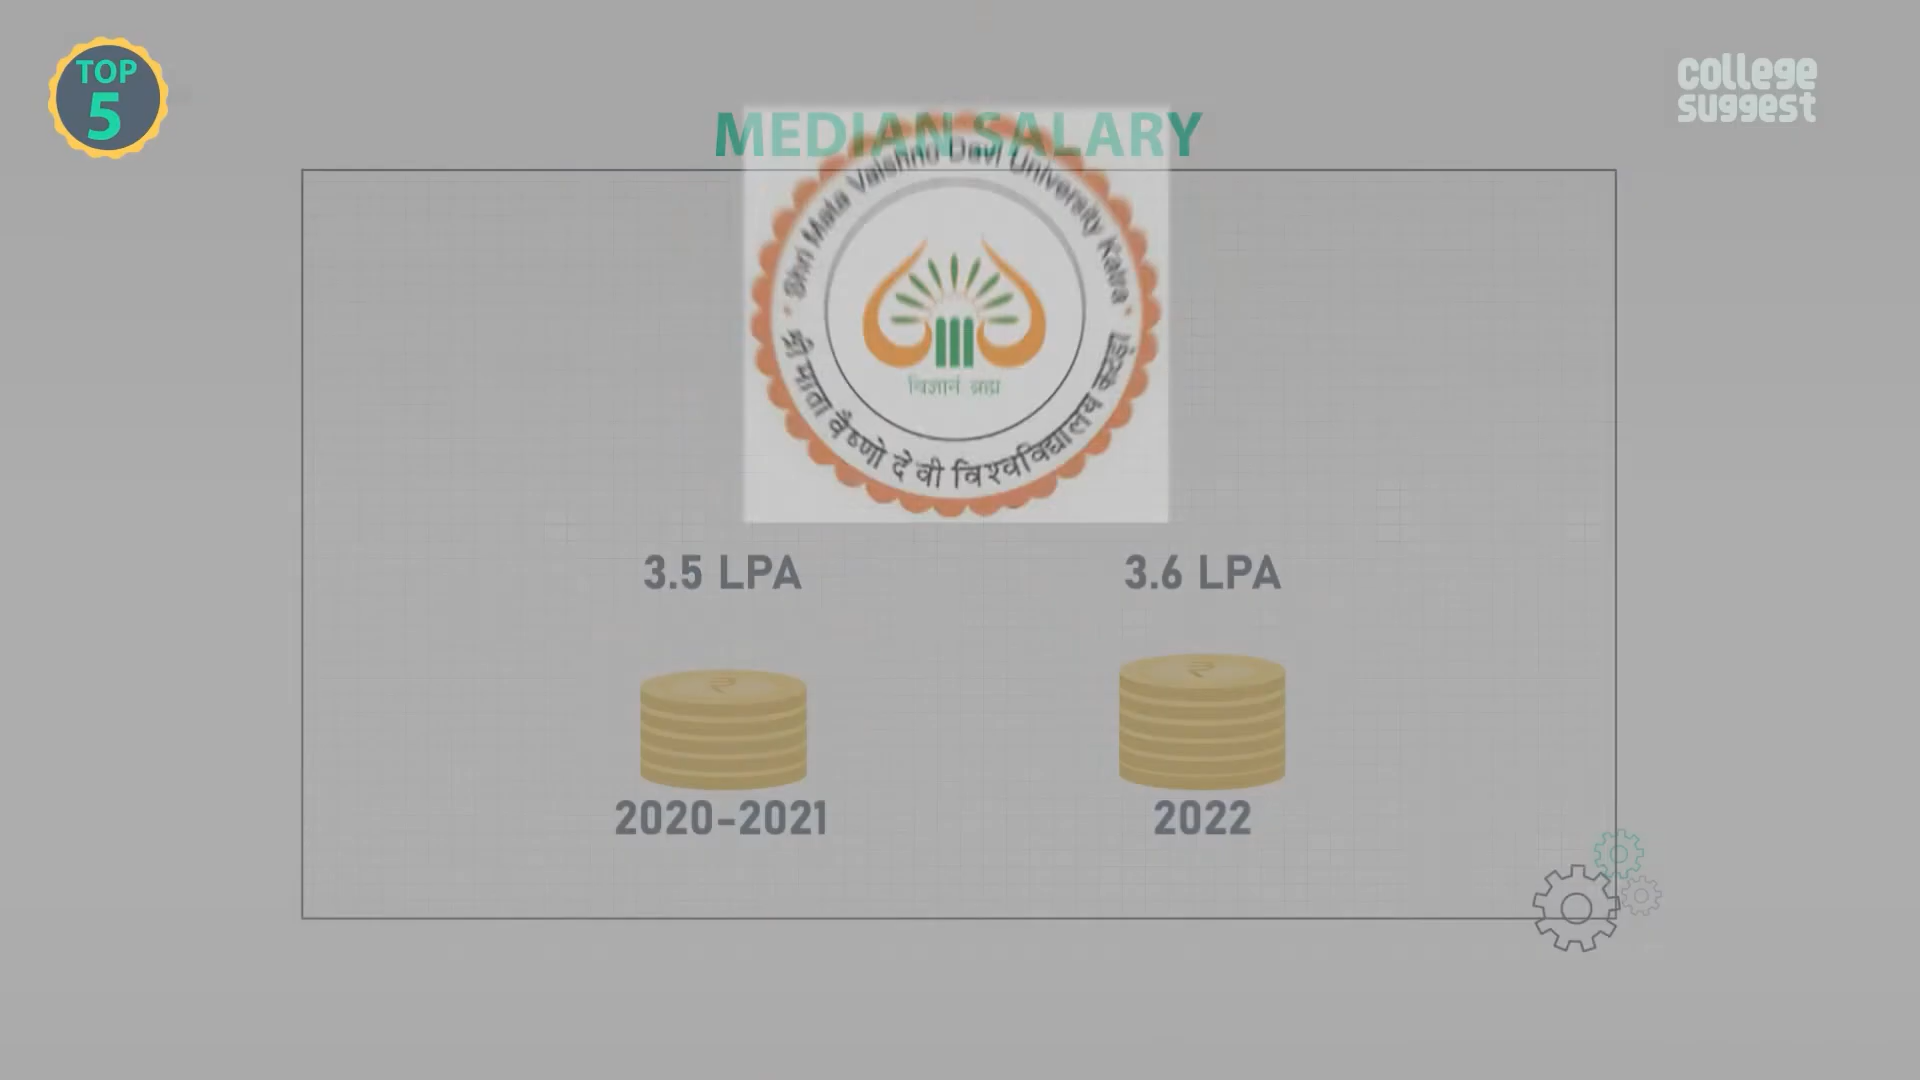 TOP
5
college
suggest
MEDIAN SALARY
Shri Mata Vaishno Devi University Katra
विज्ञानं ब्रह्म
श्री माता वैष्णो देवी विश्वविद्यालय कटड़ा
3.5 LPA
3.6 LPA
2020-2021
2022